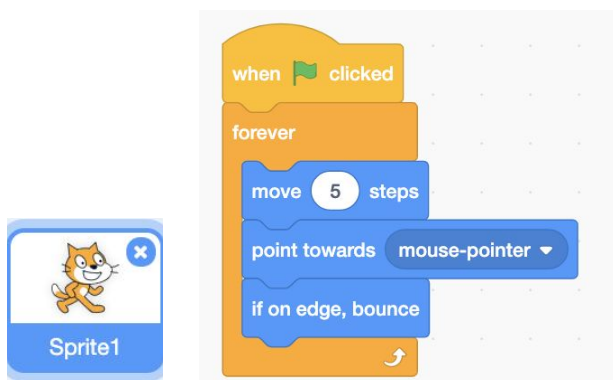 when clicked
forever
move 5 steps
point towards mouse-pointer
if on edge, bounce
Sprite1